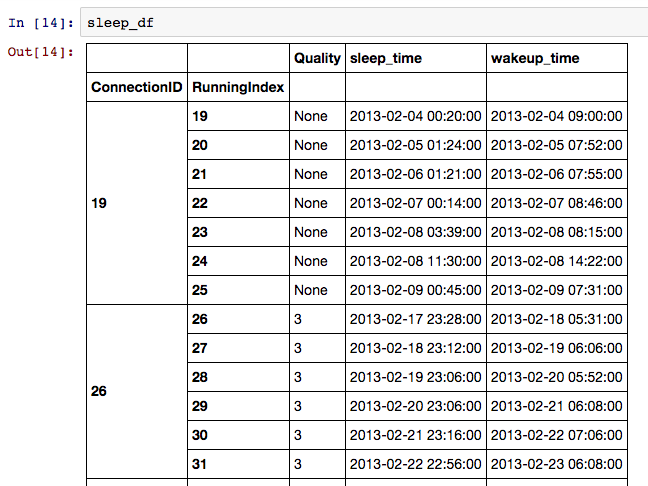 In [14]: sleep_df
Out[14]:
Quality sleep_time wakeup_time
ConnectionID RunningIndex
19 19 None 2013-02-04 00:20:00 2013-02-04 09:00:00
20 None 2013-02-05 01:24:00 2013-02-05 07:52:00
21 None 2013-02-06 01:21:00 2013-02-06 07:55:00
22 None 2013-02-07 00:14:00 2013-02-07 08:46:00
23 None 2013-02-08 03:39:00 2013-02-08 08:15:00
24 None 2013-02-08 11:30:00 2013-02-08 14:22:00
25 None 2013-02-09 00:45:00 2013-02-09 07:31:00
26 26 3 2013-02-17 23:28:00 2013-02-18 05:31:00
27 3 2013-02-18 23:12:00 2013-02-19 06:06:00
28 3 2013-02-19 23:06:00 2013-02-20 05:52:00
29 3 2013-02-20 23:06:00 2013-02-21 06:08:00
30 3 2013-02-21 23:16:00 2013-02-22 07:06:00
31 3 2013-02-22 22:56:00 2013-02-23 06:08:00